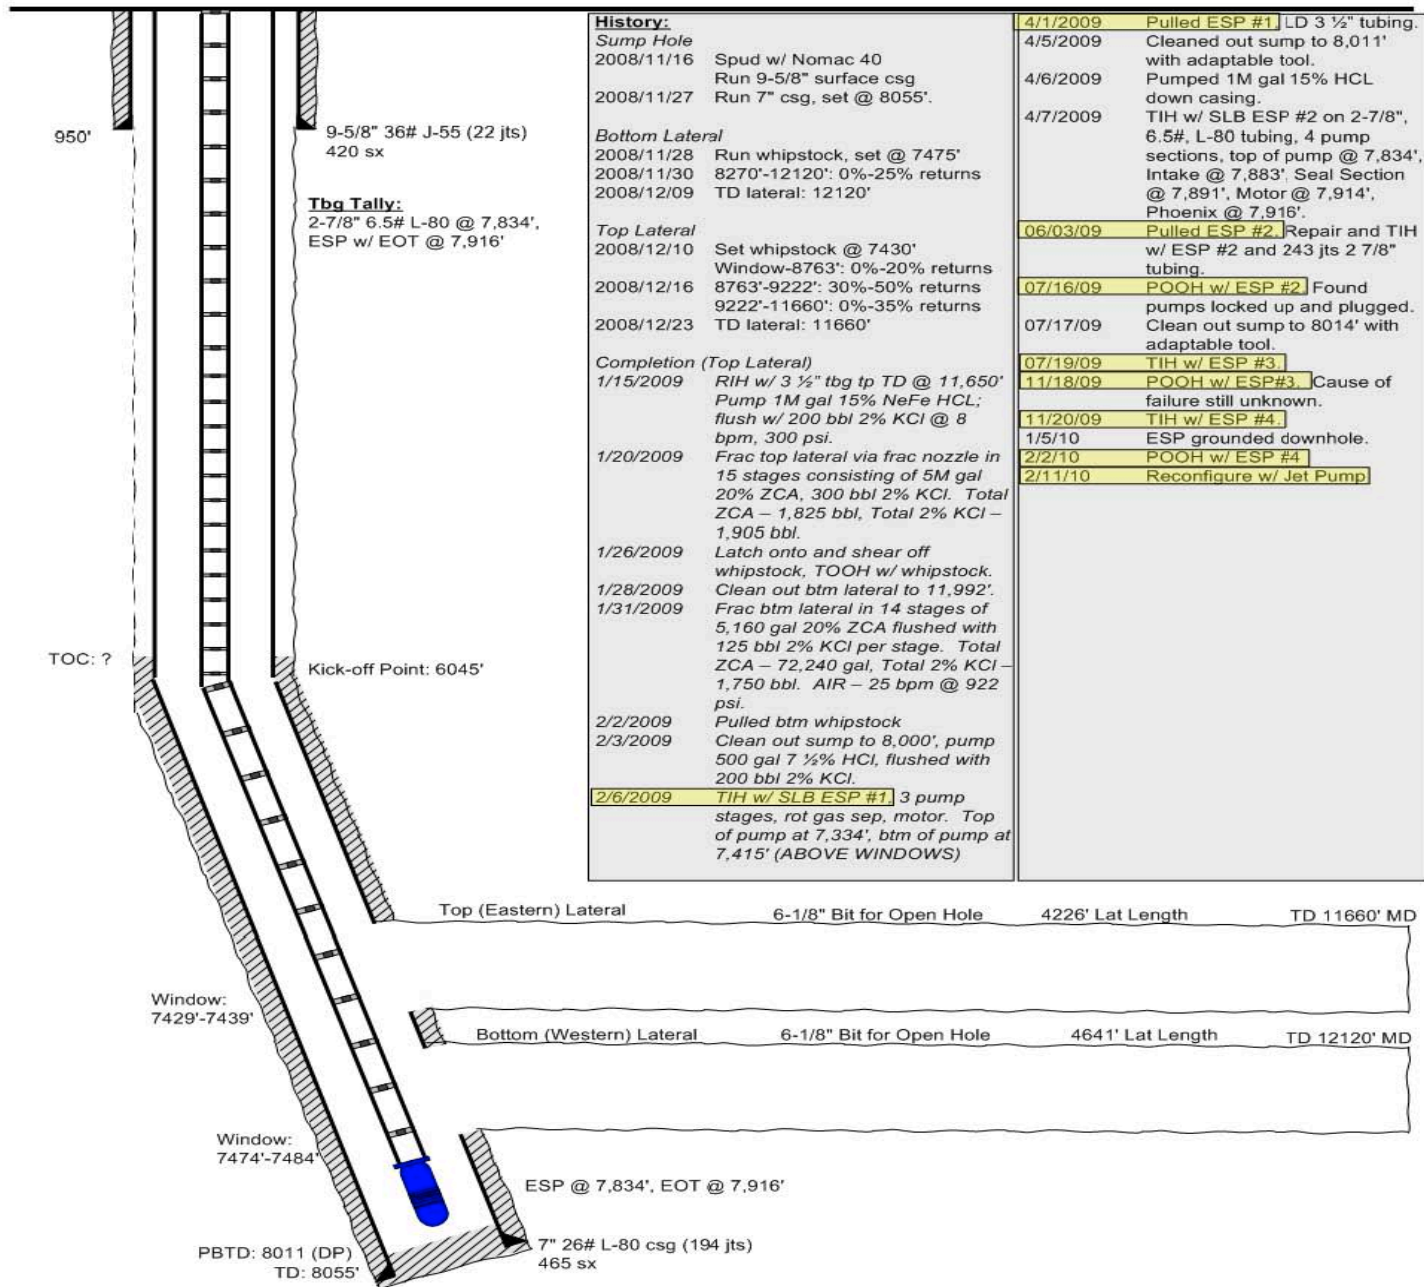 History:
Sump Hole
2008/11/16 Spud w/ Nomac 40
Run 9-5/8" surface csg
2008/11/27 Run 7" csg, set @ 8055'.
Bottom Lateral
2008/11/28 Run whipstock, set @ 7475'
2008/11/30 8270'-12120': 0%-25% returns
2008/12/09 TD lateral: 12120'
Top Lateral
2008/12/10 Set whipstock @ 7430'
Window-8763': 0%-20% returns
2008/12/16 8763'-9222': 30%-50% returns
9222'-11660': 0%-35% returns
2008/12/23 TD lateral: 11660'
Completion (Top Lateral)
1/15/2009 RIH w/ 3 ½" tbg tp TD @ 11,650'
Pump 1M gal 15% NeFe HCL;
flush w/ 200 bbl 2% KCl @ 8
bpm, 300 psi.
1/20/2009 Frac top lateral via frac nozzle in
15 stages consisting of 5M gal
20% ZCA, 300 bbl 2% KCl. Total
ZCA – 1,825 bbl, Total 2% KCl –
1,905 bbl.
1/26/2009 Latch onto and shear off
whipstock, TOOH w/ whipstock.
1/28/2009 Clean out btm lateral to 11,992'.
1/31/2009 Frac btm lateral in 14 stages of
5,160 gal 20% ZCA flushed with
125 bbl 2% KCl per stage. Total
ZCA – 72,240 gal, Total 2% KCl –
1,750 bbl. AIR – 25 bpm @ 922
psi.
2/2/2009 Pulled btm whipstock
2/3/2009 Clean out sump to 8,000', pump
500 gal 7 ½% HCl, flushed with
200 bbl 2% KCl.
2/6/2009 TIH w/ SLB ESP #1, 3 pump
stages, rot gas sep, motor. Top
of pump at 7,334', btm of pump at
7,415' (ABOVE WINDOWS)
4/1/2009 Pulled ESP #1, LD 3 ½" tubing.
4/5/2009 Cleaned out sump to 8,011'
with adaptable tool.
4/6/2009 Pumped 1M gal 15% HCL
down casing.
4/7/2009 TIH w/ SLB ESP #2 on 2-7/8",
6.5#, L-80 tubing, 4 pump
sections, top of pump @ 7,834',
Intake @ 7,883', Seal Section
@ 7,891', Motor @ 7,914',
Phoenix @ 7,916'.
06/03/09 Pulled ESP #2, Repair and TIH
w/ ESP #2 and 243 jts 2 7/8"
tubing.
07/16/09 POOH w/ ESP #2, Found
pumps locked up and plugged.
07/17/09 Clean out sump to 8014' with
adaptable tool.
07/19/09 TIH w/ ESP #3.
11/18/09 POOH w/ ESP#3. Cause of
failure still unknown.
11/20/09 TIH w/ ESP #4.
1/5/10 ESP grounded downhole.
2/2/10 POOH w/ ESP #4
2/11/10 Reconfigure w/ Jet Pump
950'
9-5/8" 36# J-55 (22 jts)
420 sx
Tbg Tally:
2-7/8" 6.5# L-80 @ 7,834',
ESP w/ EOT @ 7,916'
TOC: ?
Kick-off Point: 6045'
Top (Eastern) Lateral 6-1/8" Bit for Open Hole 4226' Lat Length TD 11660' MD
Window:
7429'-7439'
Bottom (Western) Lateral 6-1/8" Bit for Open Hole 4641' Lat Length TD 12120' MD
Window:
7474'-7484'
ESP @ 7,834', EOT @ 7,916'
PBTD: 8011 (DP)
TD: 8055'
7" 26# L-80 csg (194 jts)
465 sx